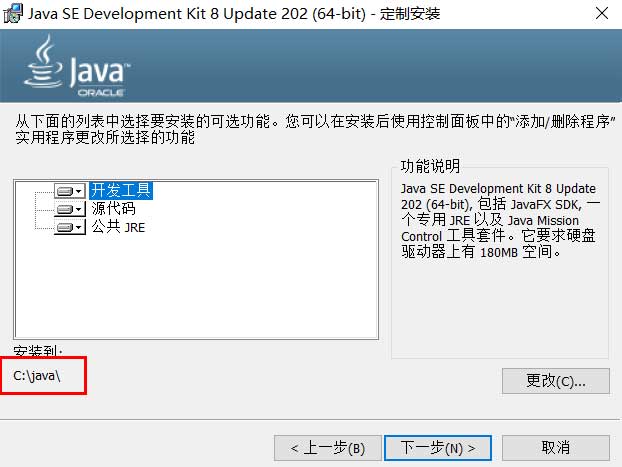 Java SE Development Kit 8 Update 202 (64-bit) - 定制安装
Java™
ORACLE
从下面的列表中选择要安装的可选功能。您可以在安装后使用控制面板中的“添加/删除程序”
实用程序更改所选择的功能
开发工具
源代码
公共 JRE
功能说明
Java SE Development Kit 8 Update
202 (64-bit), 包括 JavaFX SDK, 一
个专用 JRE 以及 Java Mission
Control 工具套件。它要求硬盘
驱动器上有 180MB 空间。
安装到:
C:\java\
更改(C)...
< 上一步(B)
下一步(N) >
取消